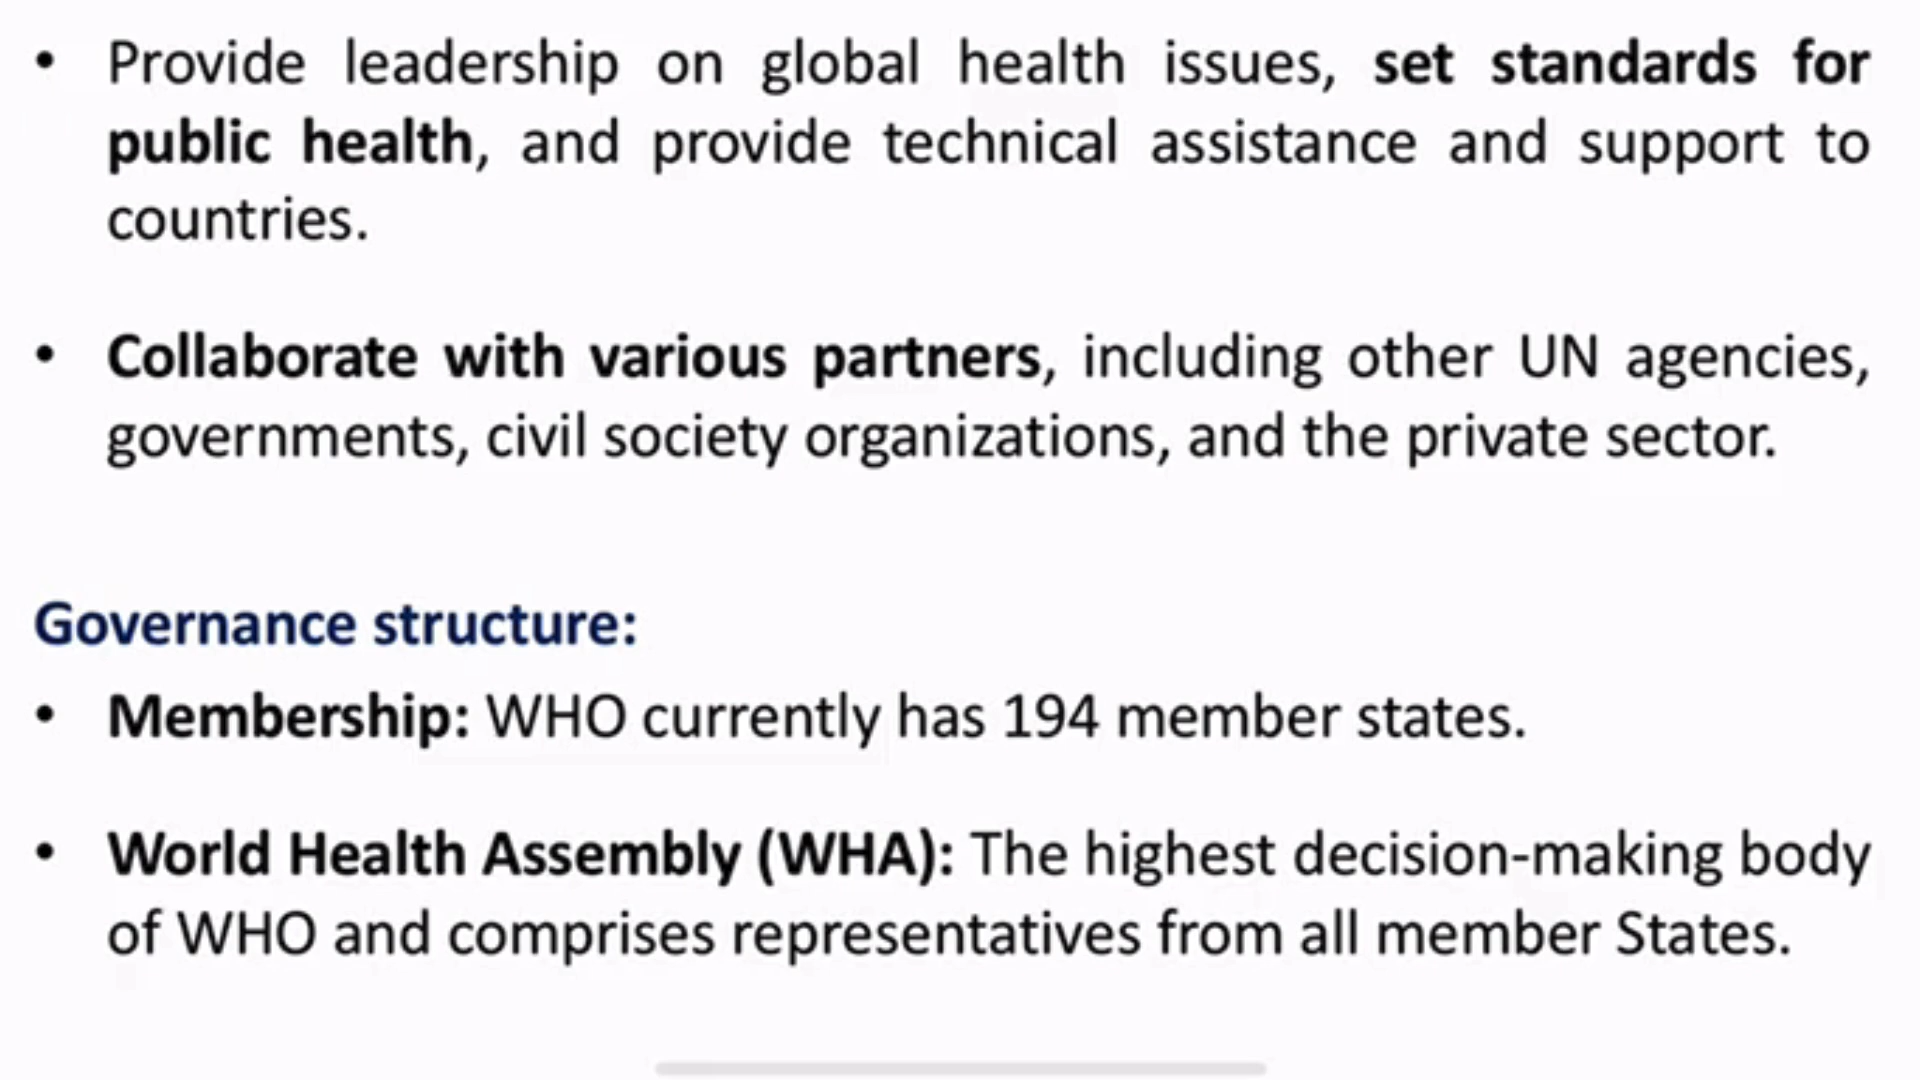 • Provide leadership on global health issues, set standards for
public health, and provide technical assistance and support to
countries.
• Collaborate with various partners, including other UN agencies,
governments, civil society organizations, and the private sector.
Governance structure:
• Membership: WHO currently has 194 member states.
• World Health Assembly (WHA): The highest decision-making body
of WHO and comprises representatives from all member States.